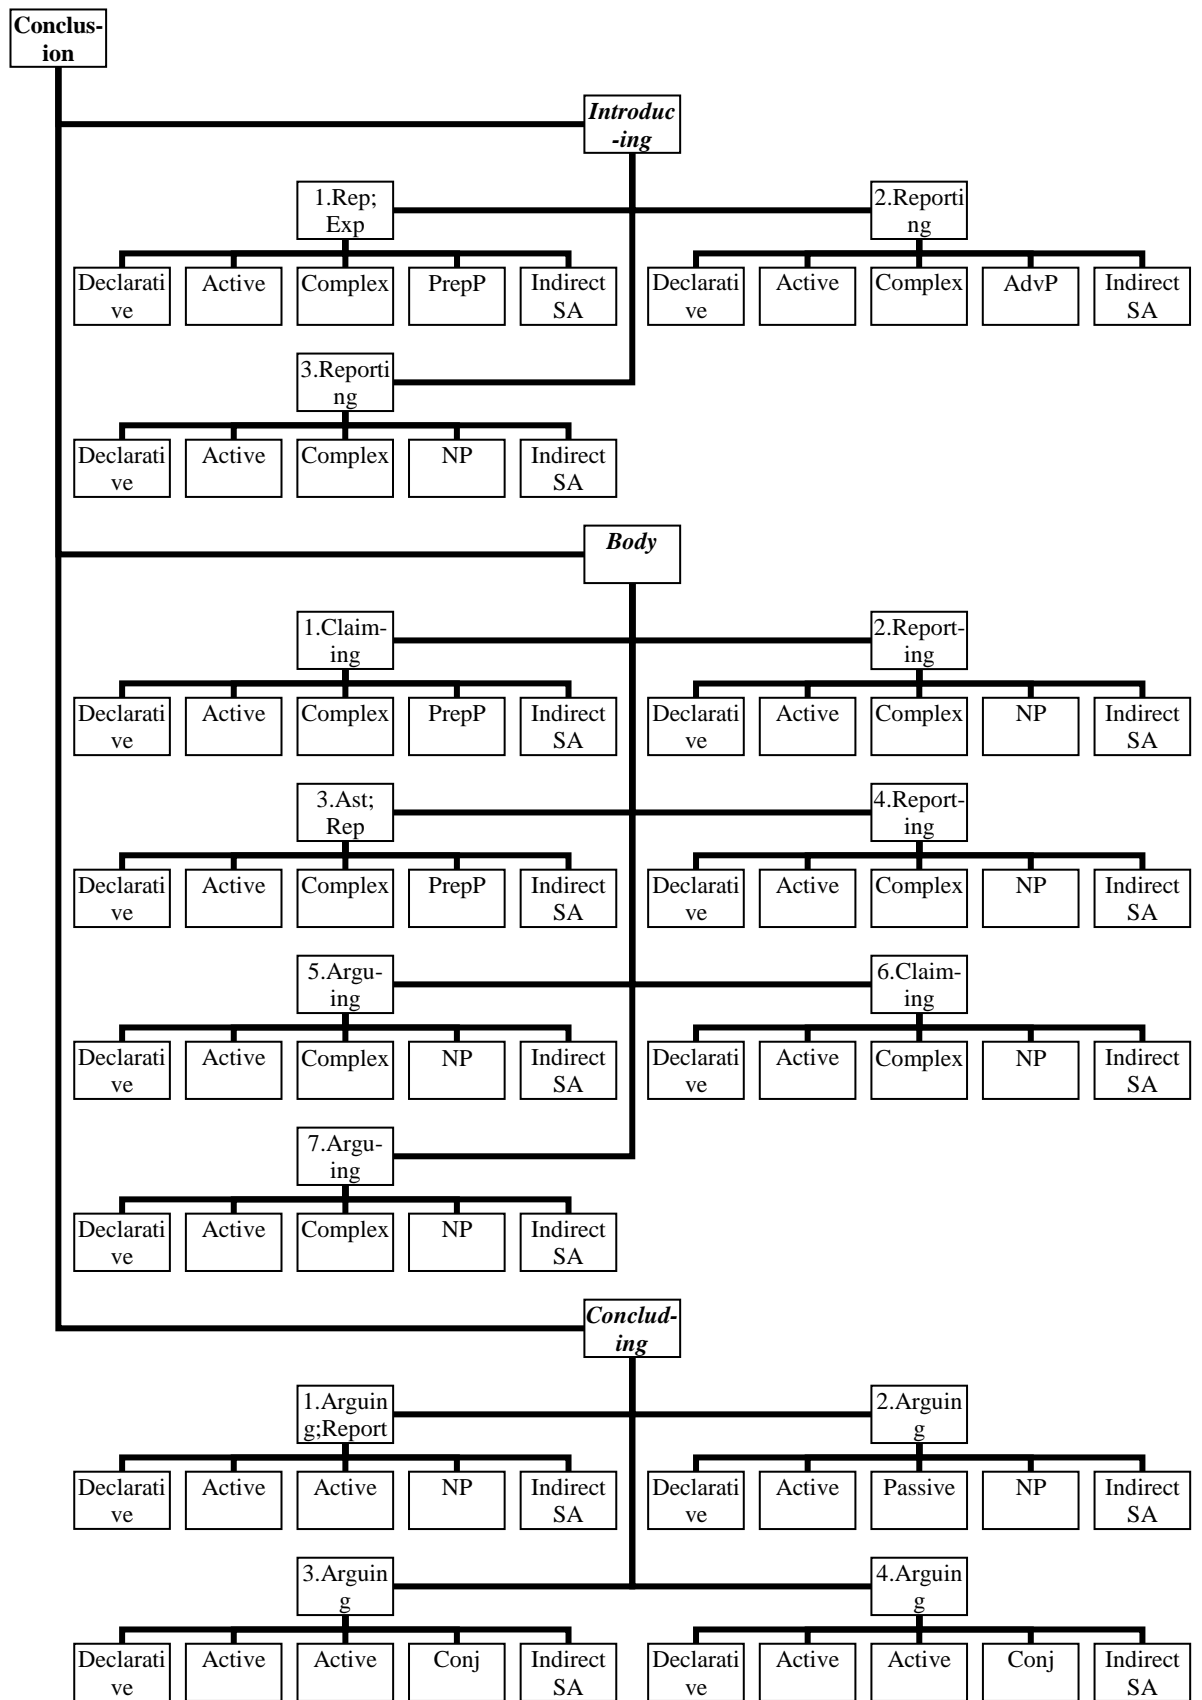 Conclus-
ion
Introduc
-ing
1.Rep;
Exp
2.Reporti
ng
Declarati
ve
Active
Complex
PrepP
Indirect
SA
Declarati
ve
Active
Complex
AdvP
Indirect
SA
3.Reporti
ng
Declarati
ve
Active
Complex
NP
Indirect
SA
Body
1.Claim-
ing
2.Report-
ing
Declarati
ve
Active
Complex
PrepP
Indirect
SA
Declarati
ve
Active
Complex
NP
Indirect
SA
3.Ast;
Rep
4.Report-
ing
Declarati
ve
Active
Complex
PrepP
Indirect
SA
Declarati
ve
Active
Complex
NP
Indirect
SA
5.Argu-
ing
6.Claim-
ing
Declarati
ve
Active
Complex
NP
Indirect
SA
Declarati
ve
Active
Complex
NP
Indirect
SA
7.Argu-
ing
Declarati
ve
Active
Complex
NP
Indirect
SA
Conclud-
ing
1.Arguin
g;Report
2.Arguin
g
Declarati
ve
Active
Active
NP
Indirect
SA
Declarati
ve
Active
Passive
NP
Indirect
SA
3.Arguin
g
4.Arguin
g
Declarati
ve
Active
Active
Conj
Indirect
SA
Declarati
ve
Active
Active
Conj
Indirect
SA